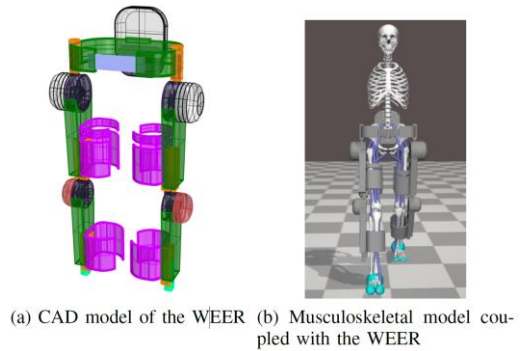 (a) CAD model of the WEER
(b) Musculoskeletal model cou-
pled with the WEER